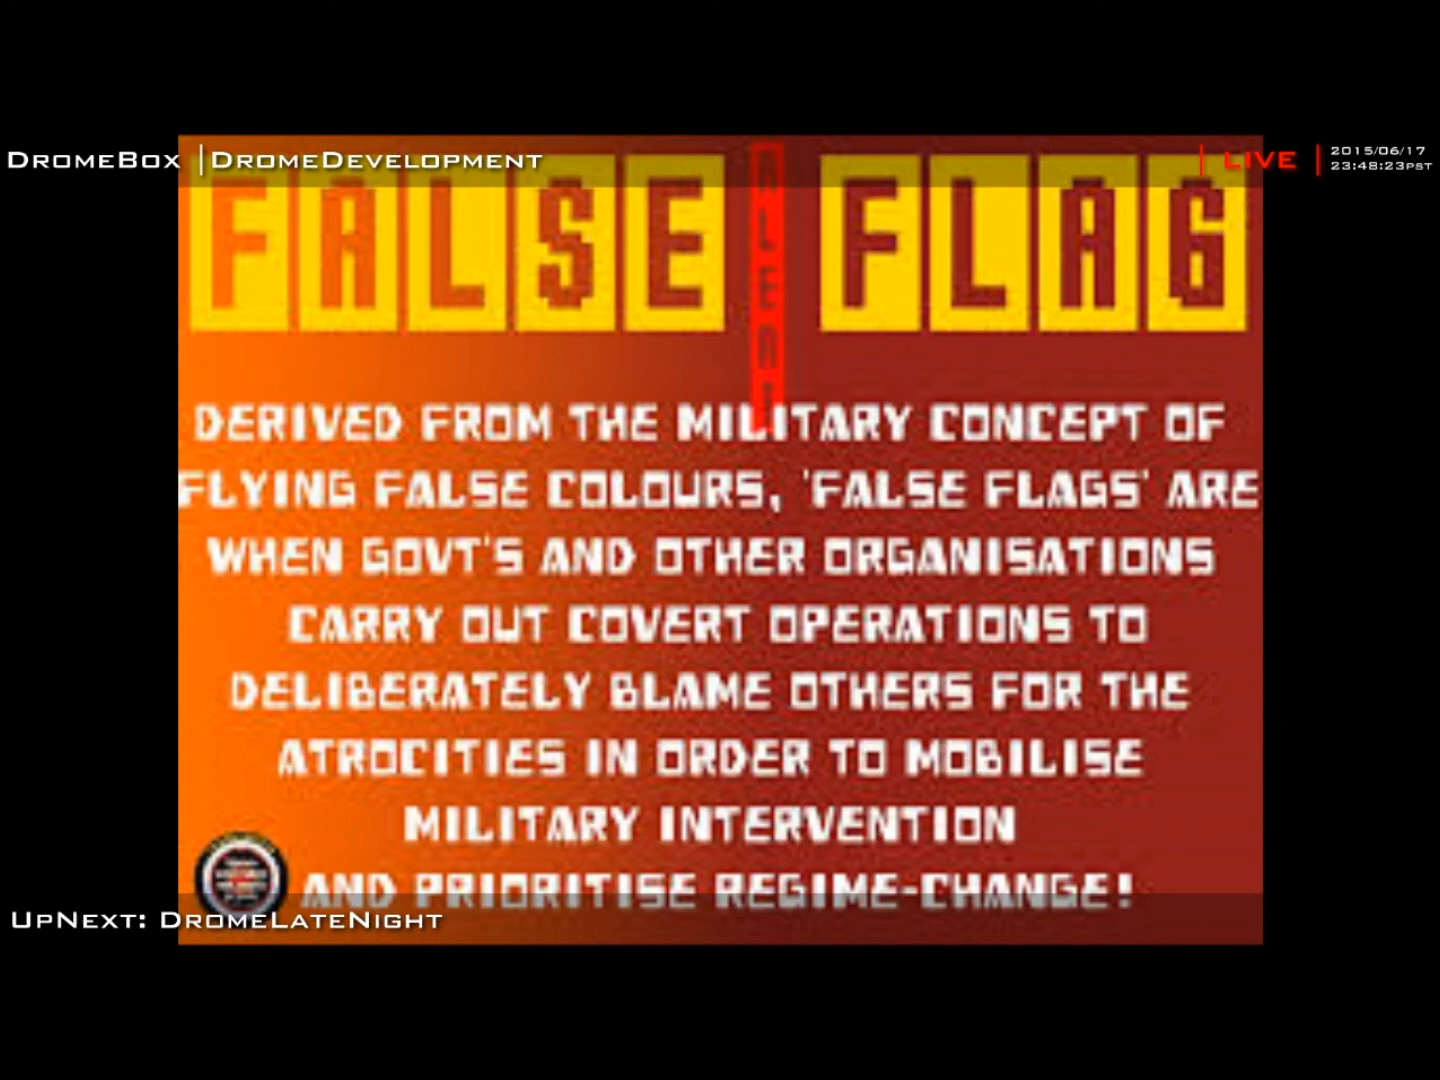 DROMEBOX | DROMEDEVELOPMENT
| LIVE |
2015/06/17
23:48:23PST
FALSE FLAG
DERIVED FROM THE MILITARY CONCEPT OF
FLYING FALSE COLOURS, 'FALSE FLAGS' ARE
WHEN GOVT'S AND OTHER ORGANISATIONS
CARRY OUT COVERT OPERATIONS TO
DELIBERATELY BLAME OTHERS FOR THE
ATROCITIES IN ORDER TO MOBILISE
MILITARY INTERVENTION
AND PRIORITISE REGIME-CHANGE!
UPNEXT: DROMELATENIGHT